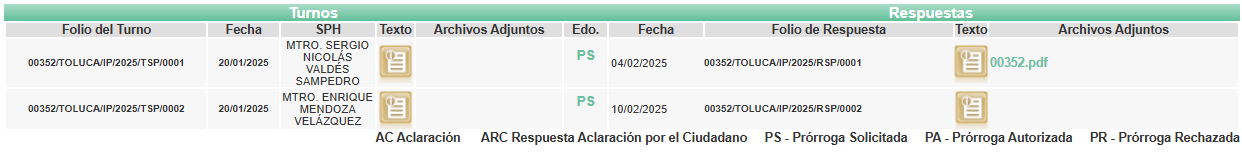 Turnos Respuestas
Folio del Turno Fecha SPH Texto Archivos Adjuntos Edo. Fecha Folio de Respuesta Texto Archivos Adjuntos
00352/TOLUCA/IP/2025/TSP/0001 20/01/2025 MTRO. SERGIO NICOLÁS VALDÉS SAMPEDRO PS 04/02/2025 00352/TOLUCA/IP/2025/RSP/0001 00352.pdf
00352/TOLUCA/IP/2025/TSP/0002 20/01/2025 MTRO. ENRIQUE MENDOZA VELÁZQUEZ PS 10/02/2025 00352/TOLUCA/IP/2025/RSP/0002
AC Aclaración ARC Respuesta Aclaración por el Ciudadano PS - Prórroga Solicitada PA - Prórroga Autorizada PR - Prórroga Rechazada